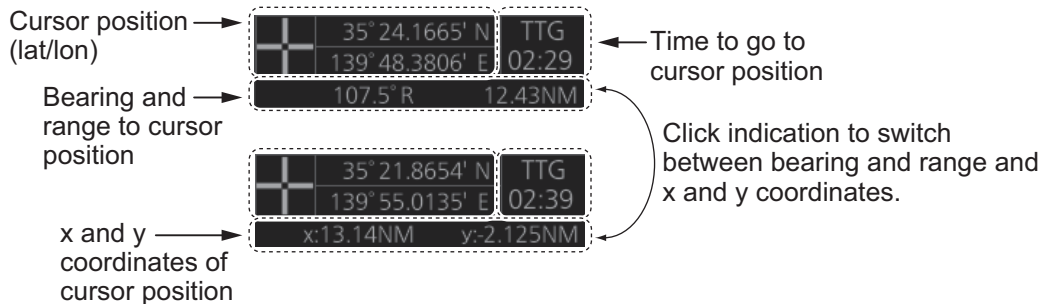 Cursor position
(lat/lon)
35°24.1665' N
139°48.3806' E
TTG
02:29
Time to go to
cursor position
Bearing and
range to cursor
position
107.5°R 12.43NM
Click indication to switch
between bearing and range and
x and y coordinates.
35°21.8654' N
139°55.0135' E
TTG
02:39
x and y
coordinates of
cursor position
x:13.14NM y:-2.125NM